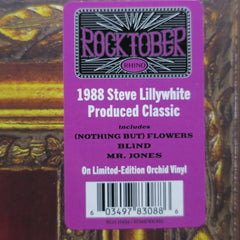 ROCKTOBER
RHINO
1988 Steve Lillywhite
Produced Classic
includes
(NOTHING BUT) FLOWERS
BLIND
MR. JONES
On Limited-Edition Orchid Vinyl
6 03497 83088 6